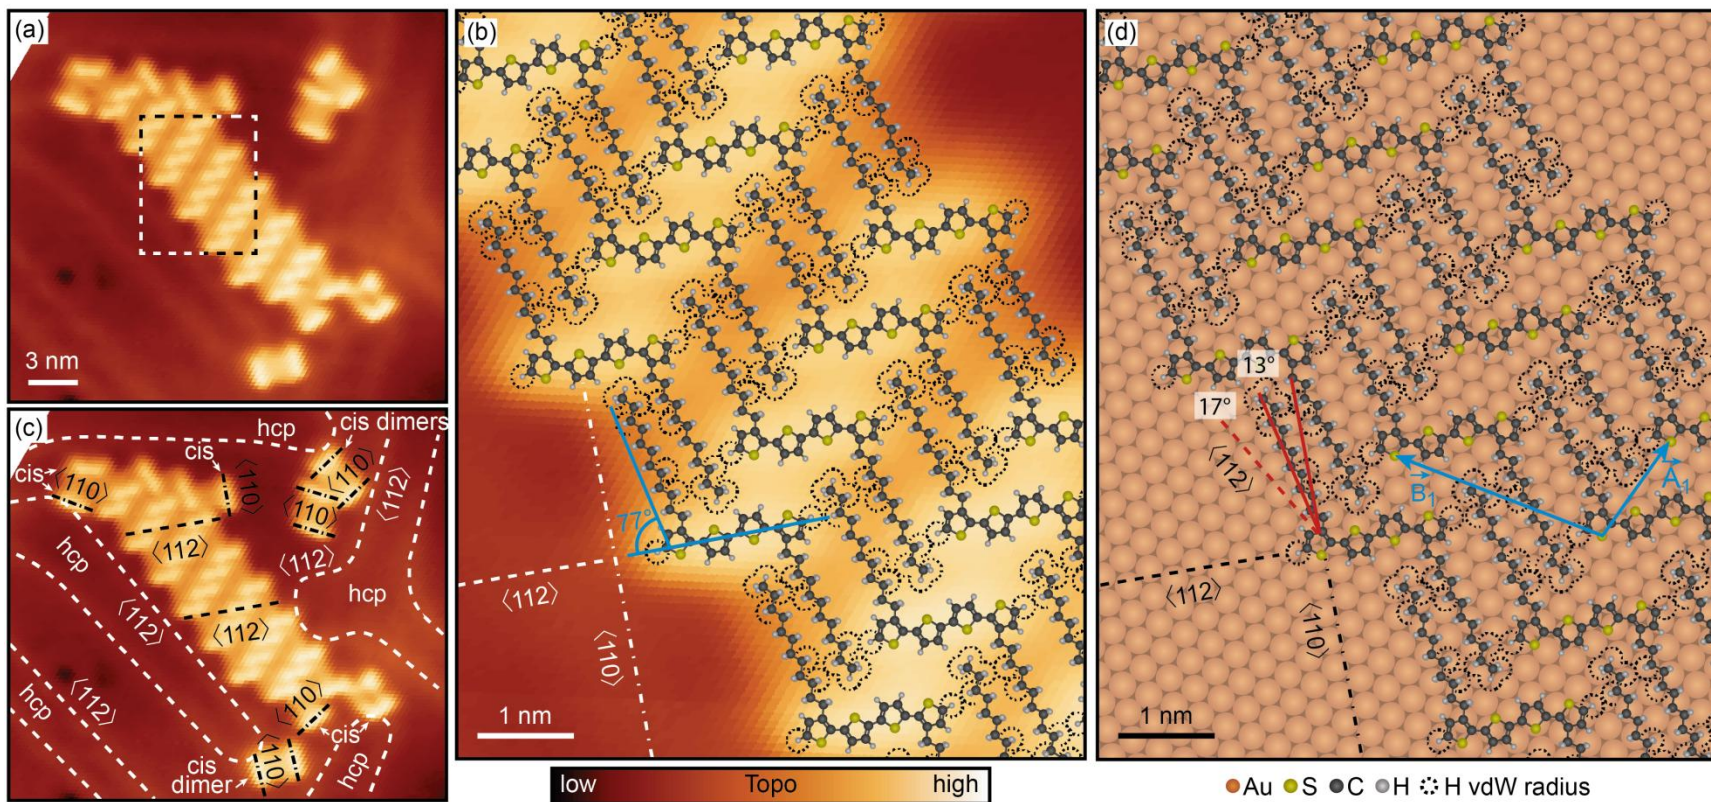 (a)
3 nm
(b)
77°
⟨112⟩
⟨110⟩
1 nm
(c)
hcp
cis dimers
cis
cis
⟨110⟩
⟨110⟩
⟨110⟩
⟨110⟩
⟨112⟩
⟨112⟩
⟨112⟩
hcp
hcp
⟨112⟩
⟨112⟩
⟨112⟩
hcp
⟨110⟩
cis
cis
dimer
⟨110⟩
hcp
(d)
13°
17°
⟨112⟩
B₁
A₁
⟨112⟩
⟨110⟩
1 nm
low Topo high
Au S C H H vdW radius